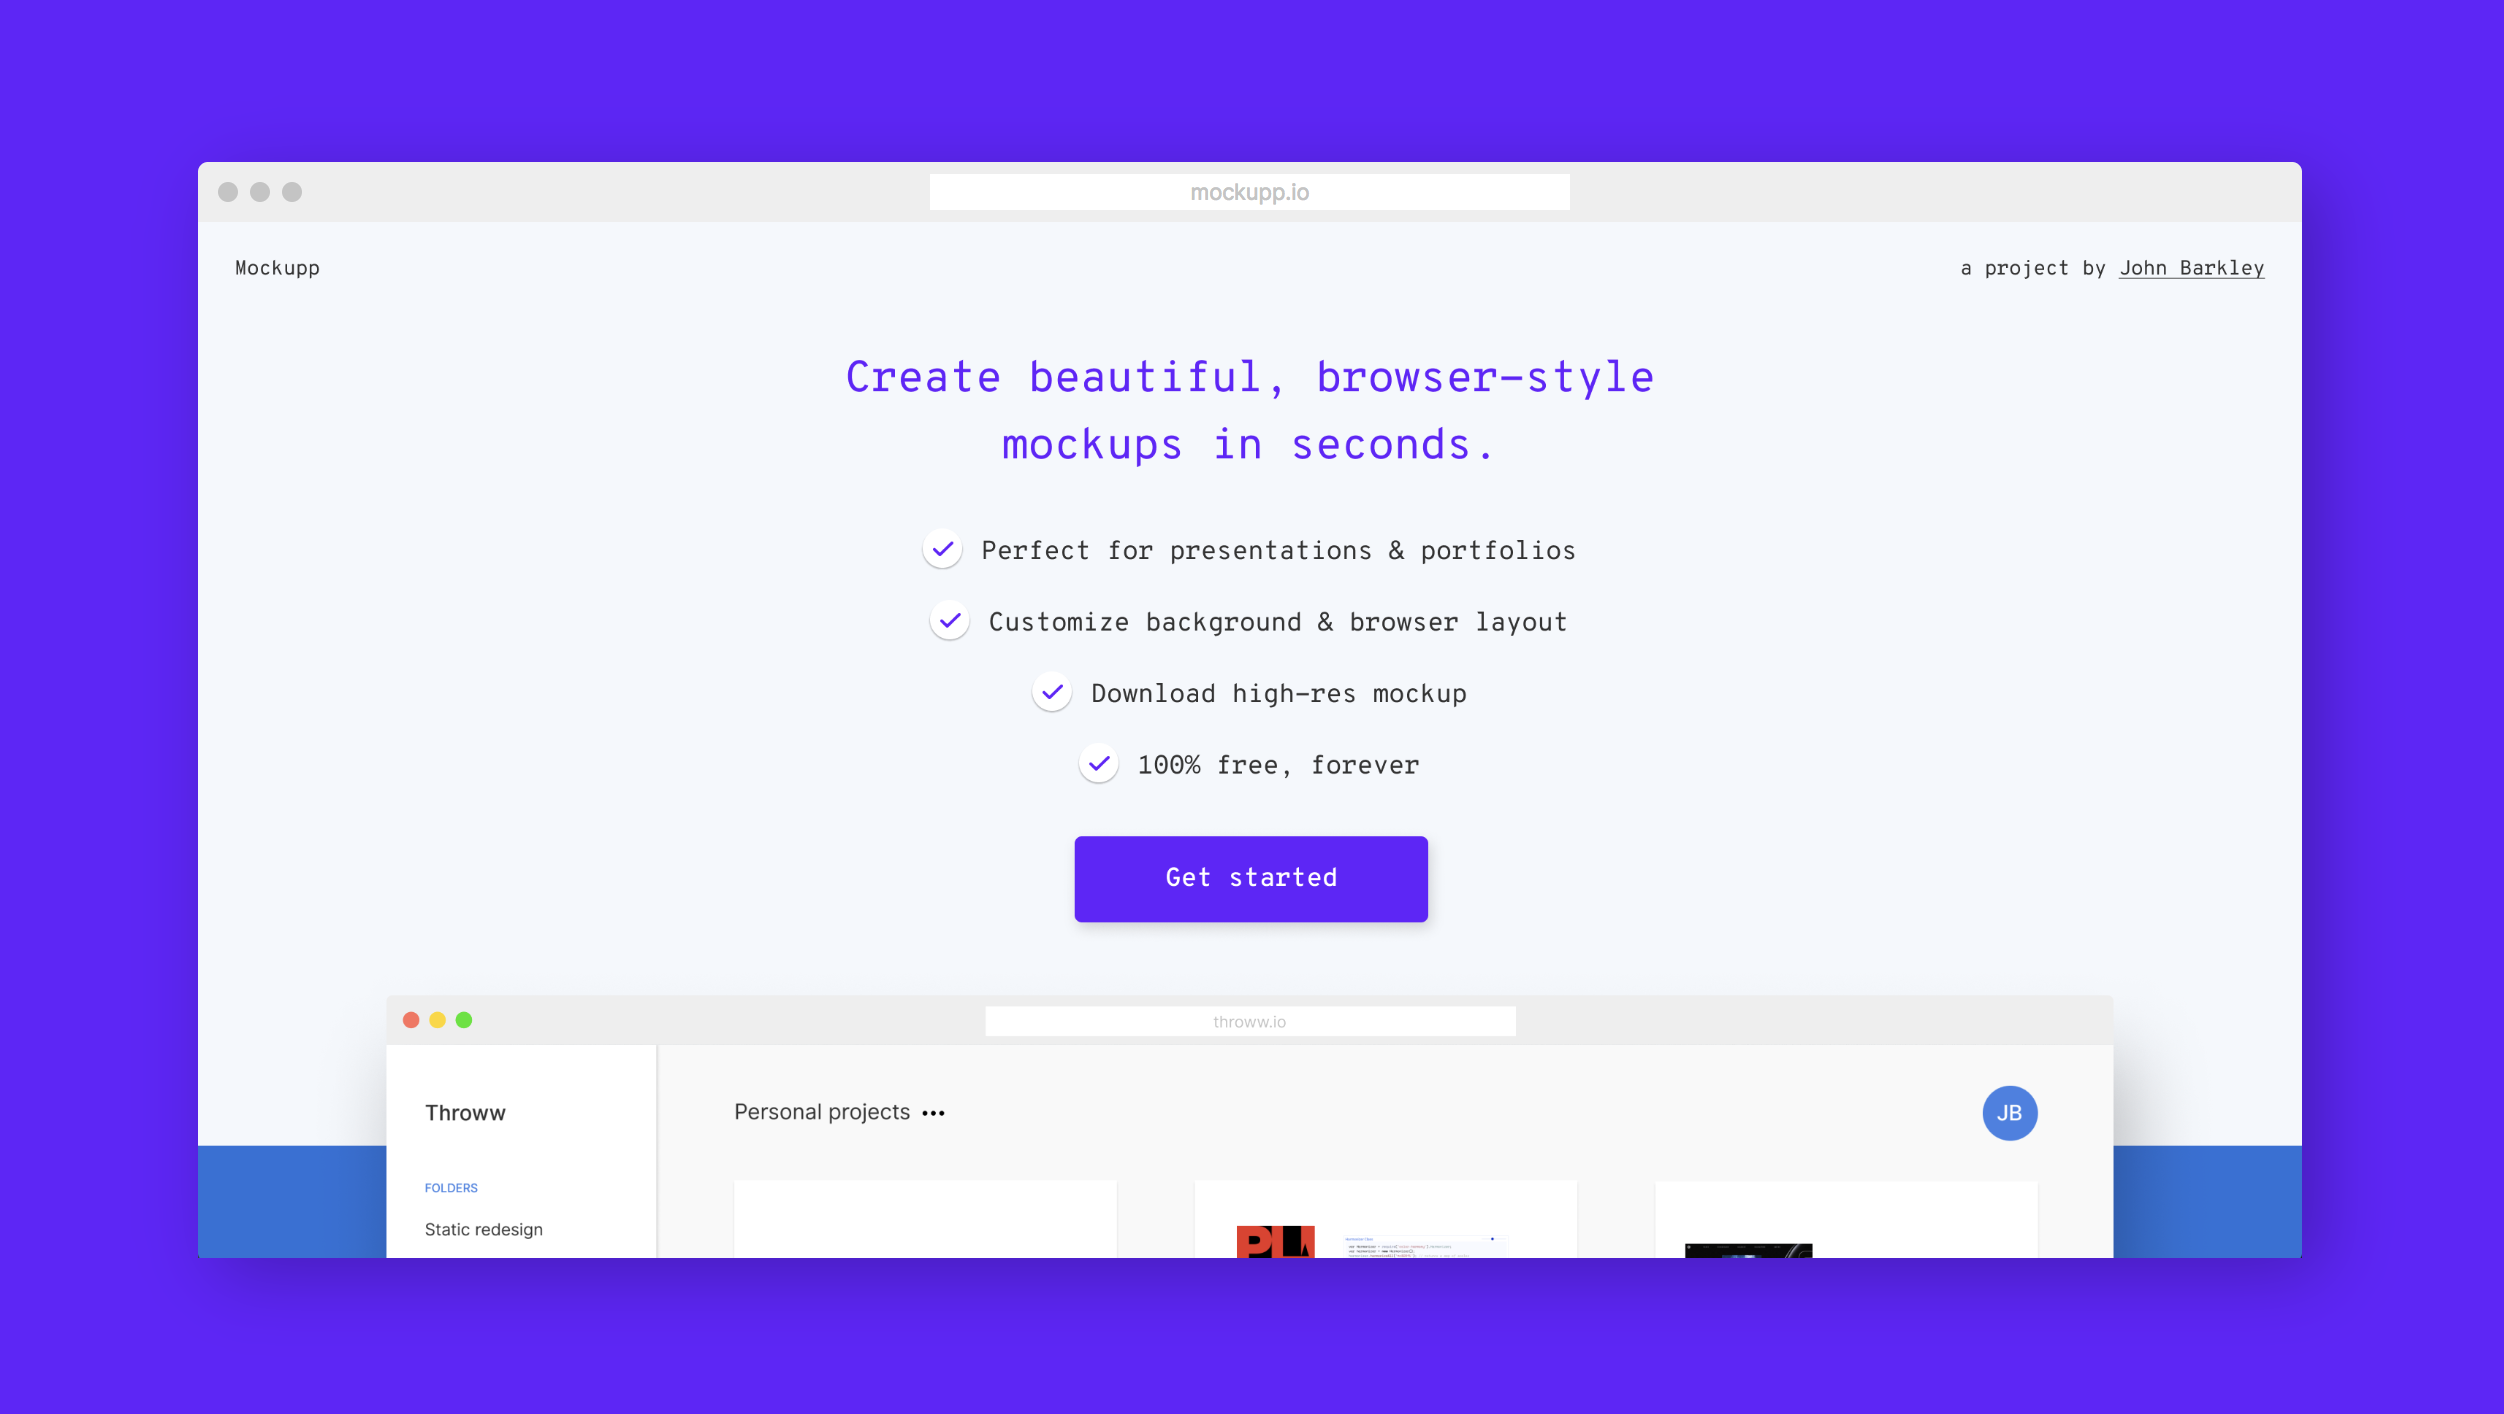 mockupp.io
Mockupp
a project by John Barkley
Create beautiful, browser-style
mockups in seconds.
Perfect for presentations & portfolios
Customize background & browser layout
Download high-res mockup
100% free, forever
Get started
throww.io
Throww
Personal projects •••
JB
FOLDERS
Static redesign